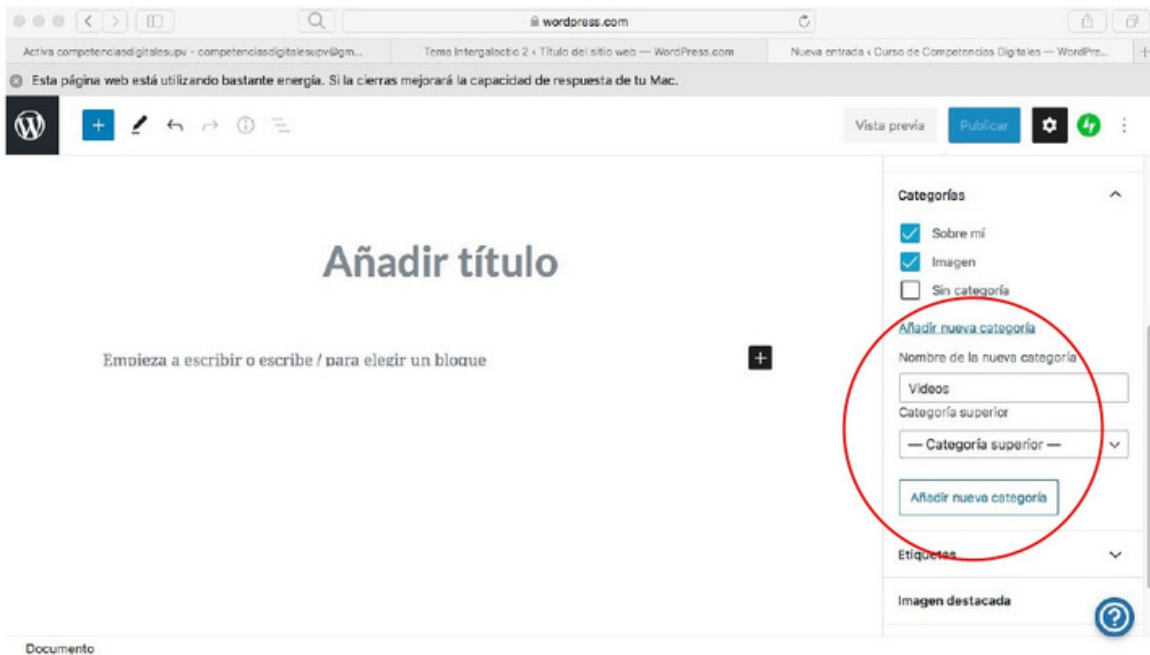 wordpress.com
Activa competenciasdigitalesupv - competenciasdigitalesupv@gm...
Tema Intergalactic 2 ‹ Título del sitio web — WordPress.com
Nueva entrada ‹ Curso de Competencias Digitales — WordPre...
Esta página web está utilizando bastante energía. Si la cierras mejorará la capacidad de respuesta de tu Mac.
Vista previa
Publicar
Categorías
Sobre mí
Imagen
Sin categoría
Añadir título
Añadir nueva categoría
Nombre de la nueva categoría
Empieza a escribir o escribe / para elegir un bloque
Videos
Categoría superior
— Categoría superior —
Añadir nueva categoría
Etiquetas
Imagen destacada
Documento